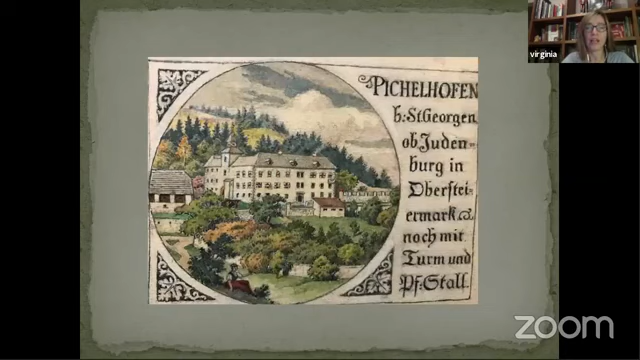 PICHELHOFEN
b: St. Georgen
ob Juden-
burg in
Oberstei-
ermark
noch mit
Turm und
Pf: Stall.
virginia
zoom